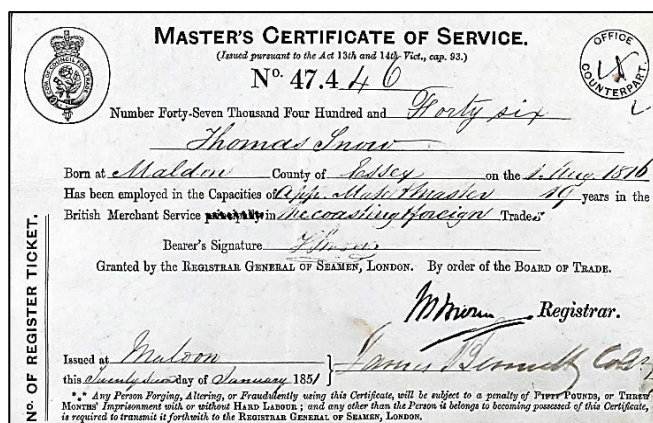 MASTER'S CERTIFICATE OF SERVICE.
(Issued pursuant to the Act 13th and 14th Vict., cap. 93.)
No. 47.446
OFFICE COUNTERPART.
Number Forty-Seven Thousand Four Hundred and Forty six
Thomas Snow
Born at Maldon County of Essex on the 1. Aug. 1816
Has been employed in the Capacities of App. Mate & Master 19 years in the
British Merchant Service principally in the coasting & foreign Trades
Bearer's Signature T Snow
Granted by the REGISTRAR GENERAL OF SEAMEN, LONDON. By order of the BOARD OF TRADE.
Registrar.
Issued at Maldon
this day of January 1851
James Bennett
*** Any Person Forging, Altering, or Fraudently using this Certificate, will be subject to a penalty of FIFTY POUNDS, or THREE
MONTHS' Imprisonment with or without HARD LABOUR; and any other than the Person it belongs to becoming possessed of this Certificate,
is required to transmit it forthwith to the REGISTRAR GENERAL OF SEAMEN, LONDON.
No. OF REGISTER TICKET.